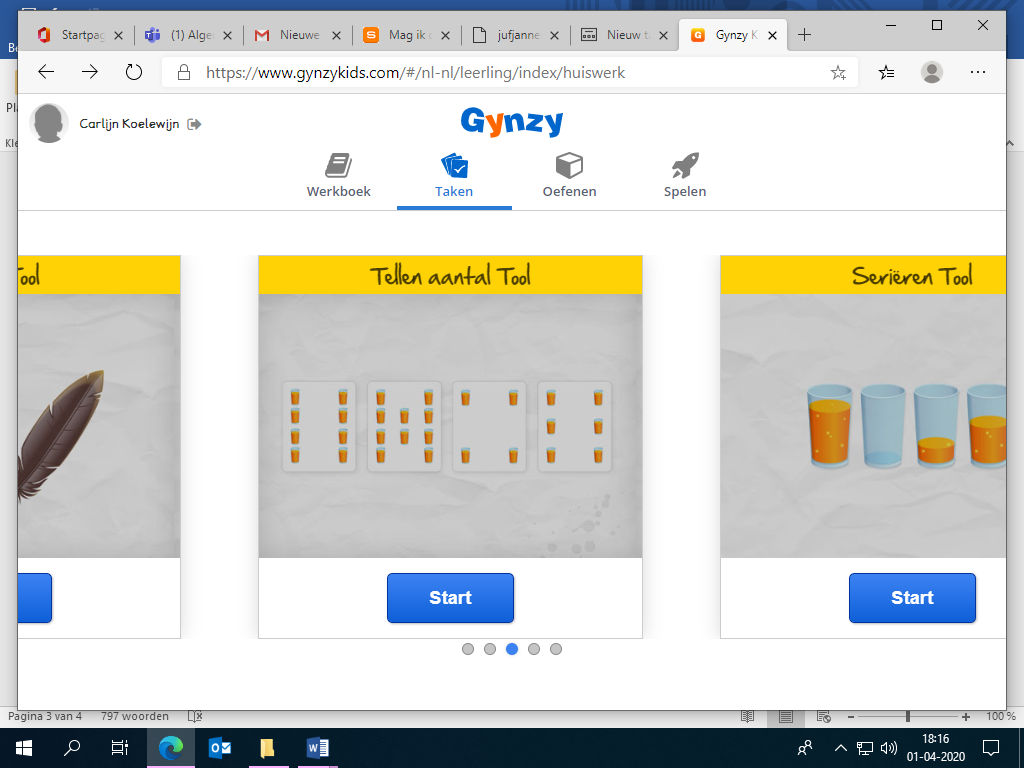 Startpag
(1) Alge
Nieuwe
Mag ik
jufjanne
Nieuw t
Gynzy K
https://www.gynzykids.com/#/nl-nl/leerling/index/huiswerk
Carlijn Koelewijn
Gynzy
Werkboek
Taken
Oefenen
Spelen
Tool
Tellen aantal Tool
Seriëren Tool
Start
Start
Pagina 3 van 4 797 woorden
100 %
18:16
01-04-2020